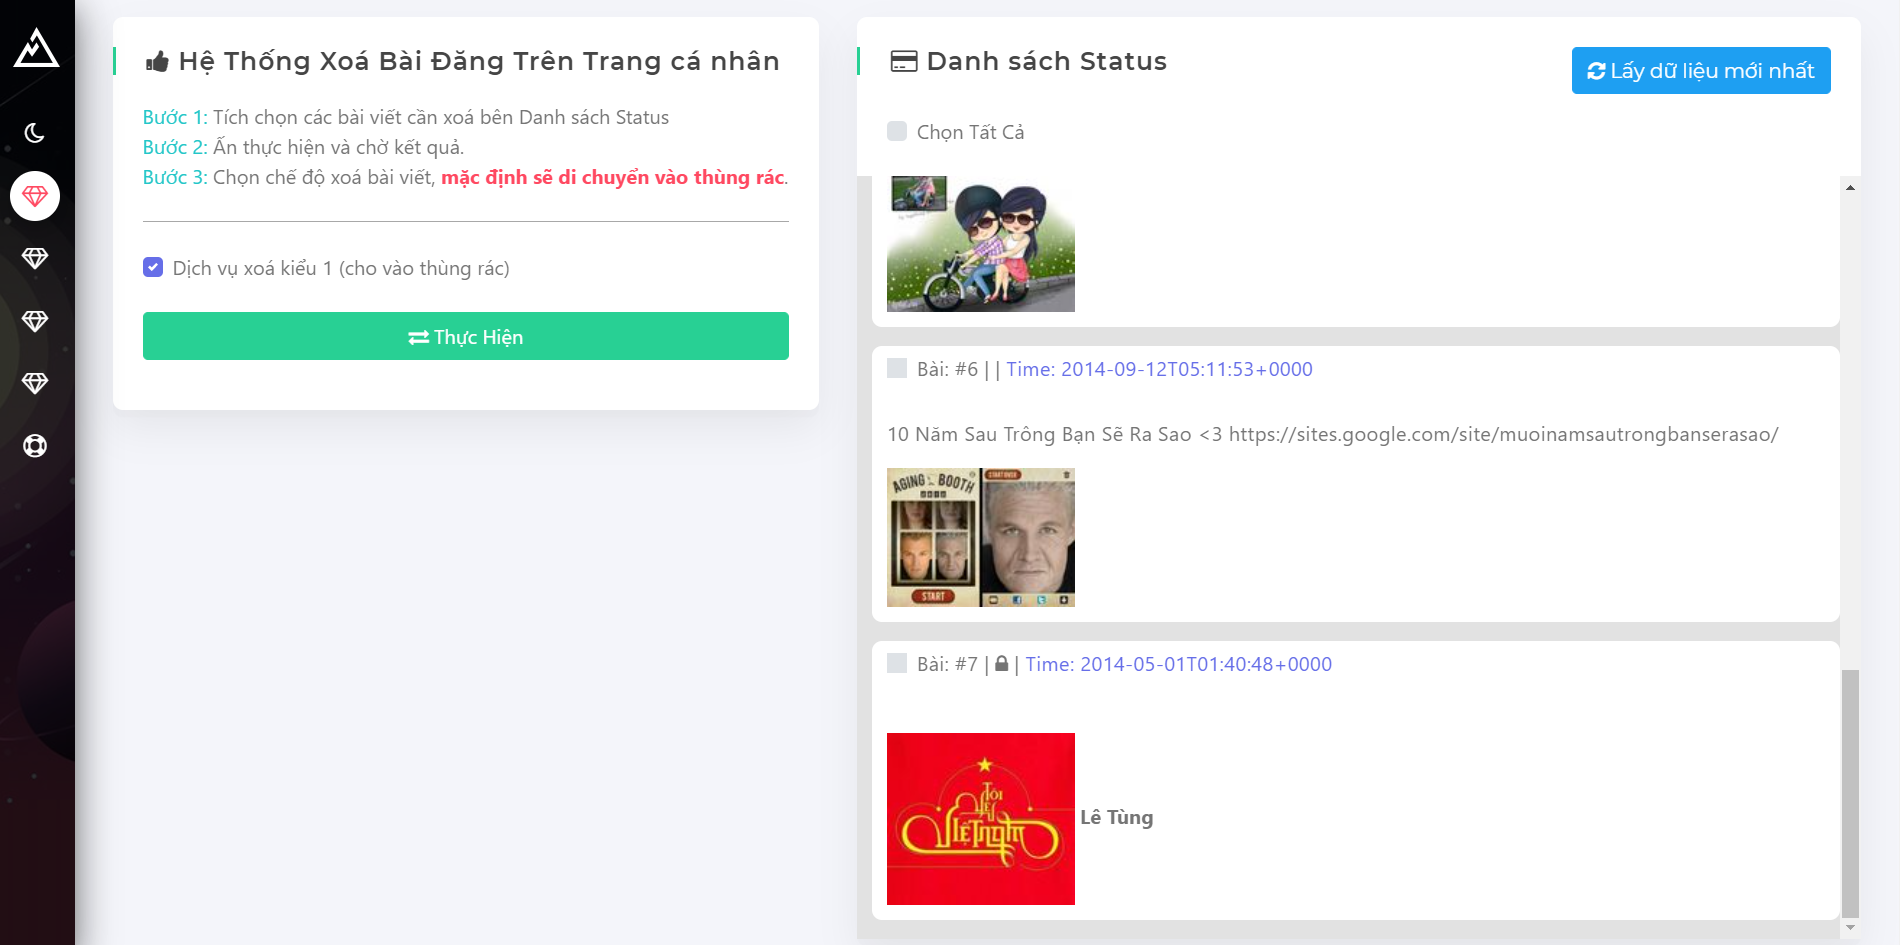 Hệ Thống Xoá Bài Đăng Trên Trang cá nhân
Bước 1: Tích chọn các bài viết cần xoá bên Danh sách Status
Bước 2: Ấn thực hiện và chờ kết quả.
Bước 3: Chọn chế độ xoá bài viết, mặc định sẽ di chuyển vào thùng rác.
Dịch vụ xoá kiểu 1 (cho vào thùng rác)
Thực Hiện
Danh sách Status
Lấy dữ liệu mới nhất
Chọn Tất Cả
Bài: #6 | | Time: 2014-09-12T05:11:53+0000
10 Năm Sau Trông Bạn Sẽ Ra Sao <3 https://sites.google.com/site/muoinamsautrongbanserasao/
AGING BOOTH
START OVER
START
Bài: #7 | | Time: 2014-05-01T01:40:48+0000
Tôi
Yêu
Việt Nam
Lê Tùng